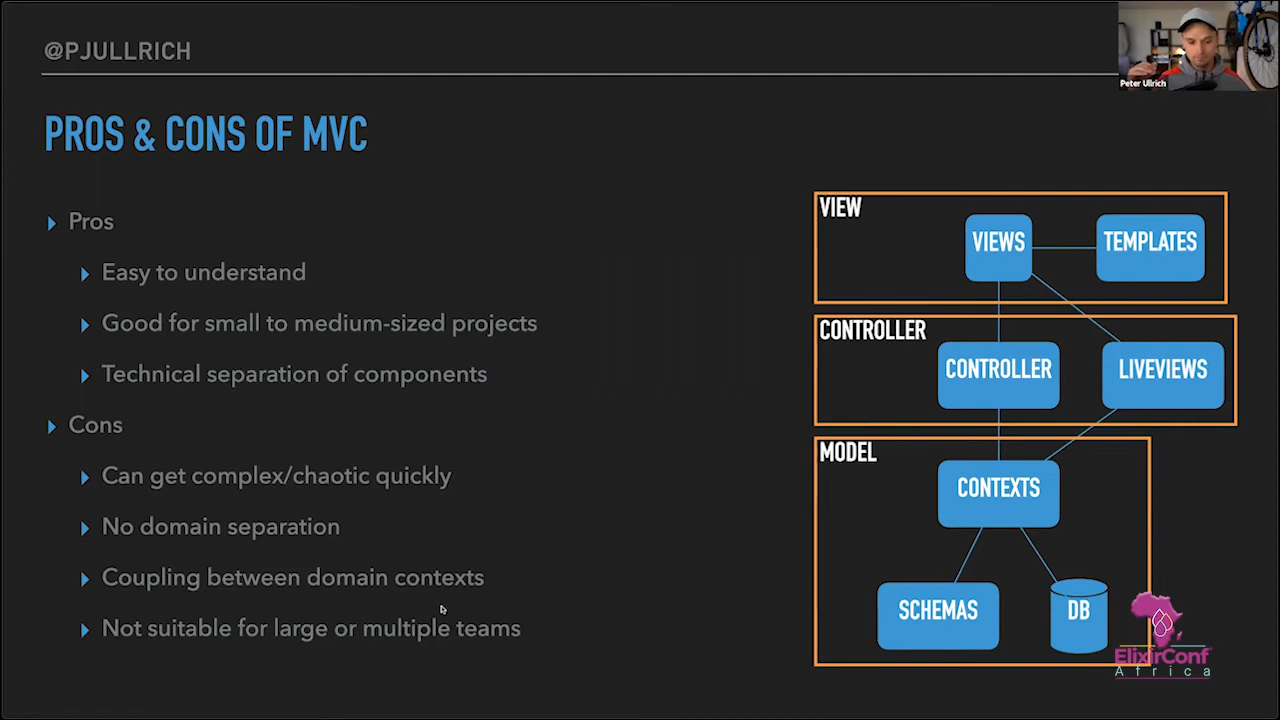 @PJULLRICH
Peter Ullrich
PROS & CONS OF MVC
Pros
Easy to understand
Good for small to medium-sized projects
Technical separation of components
Cons
Can get complex/chaotic quickly
No domain separation
Coupling between domain contexts
Not suitable for large or multiple teams
VIEW
VIEWS
TEMPLATES
CONTROLLER
CONTROLLER
LIVEVIEWS
MODEL
CONTEXTS
SCHEMAS
DB
ElixirConf
Africa